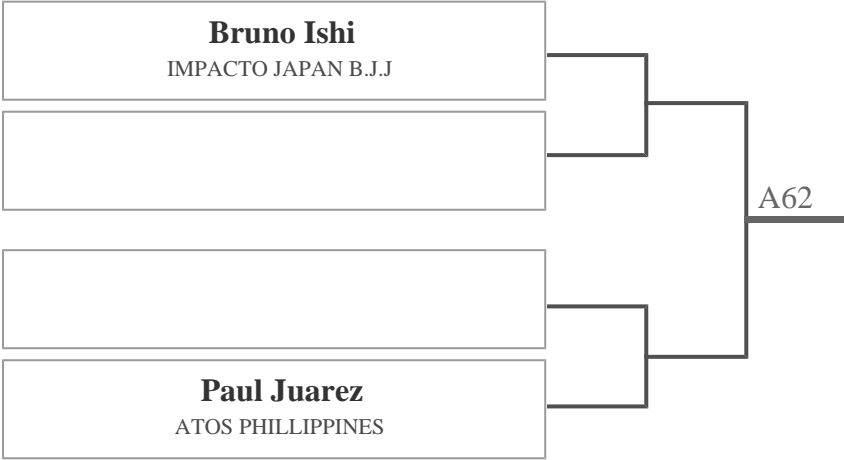 Bruno Ishi
IMPACTO JAPAN B.J.J
A62
Paul Juarez
ATOS PHILLIPPINES